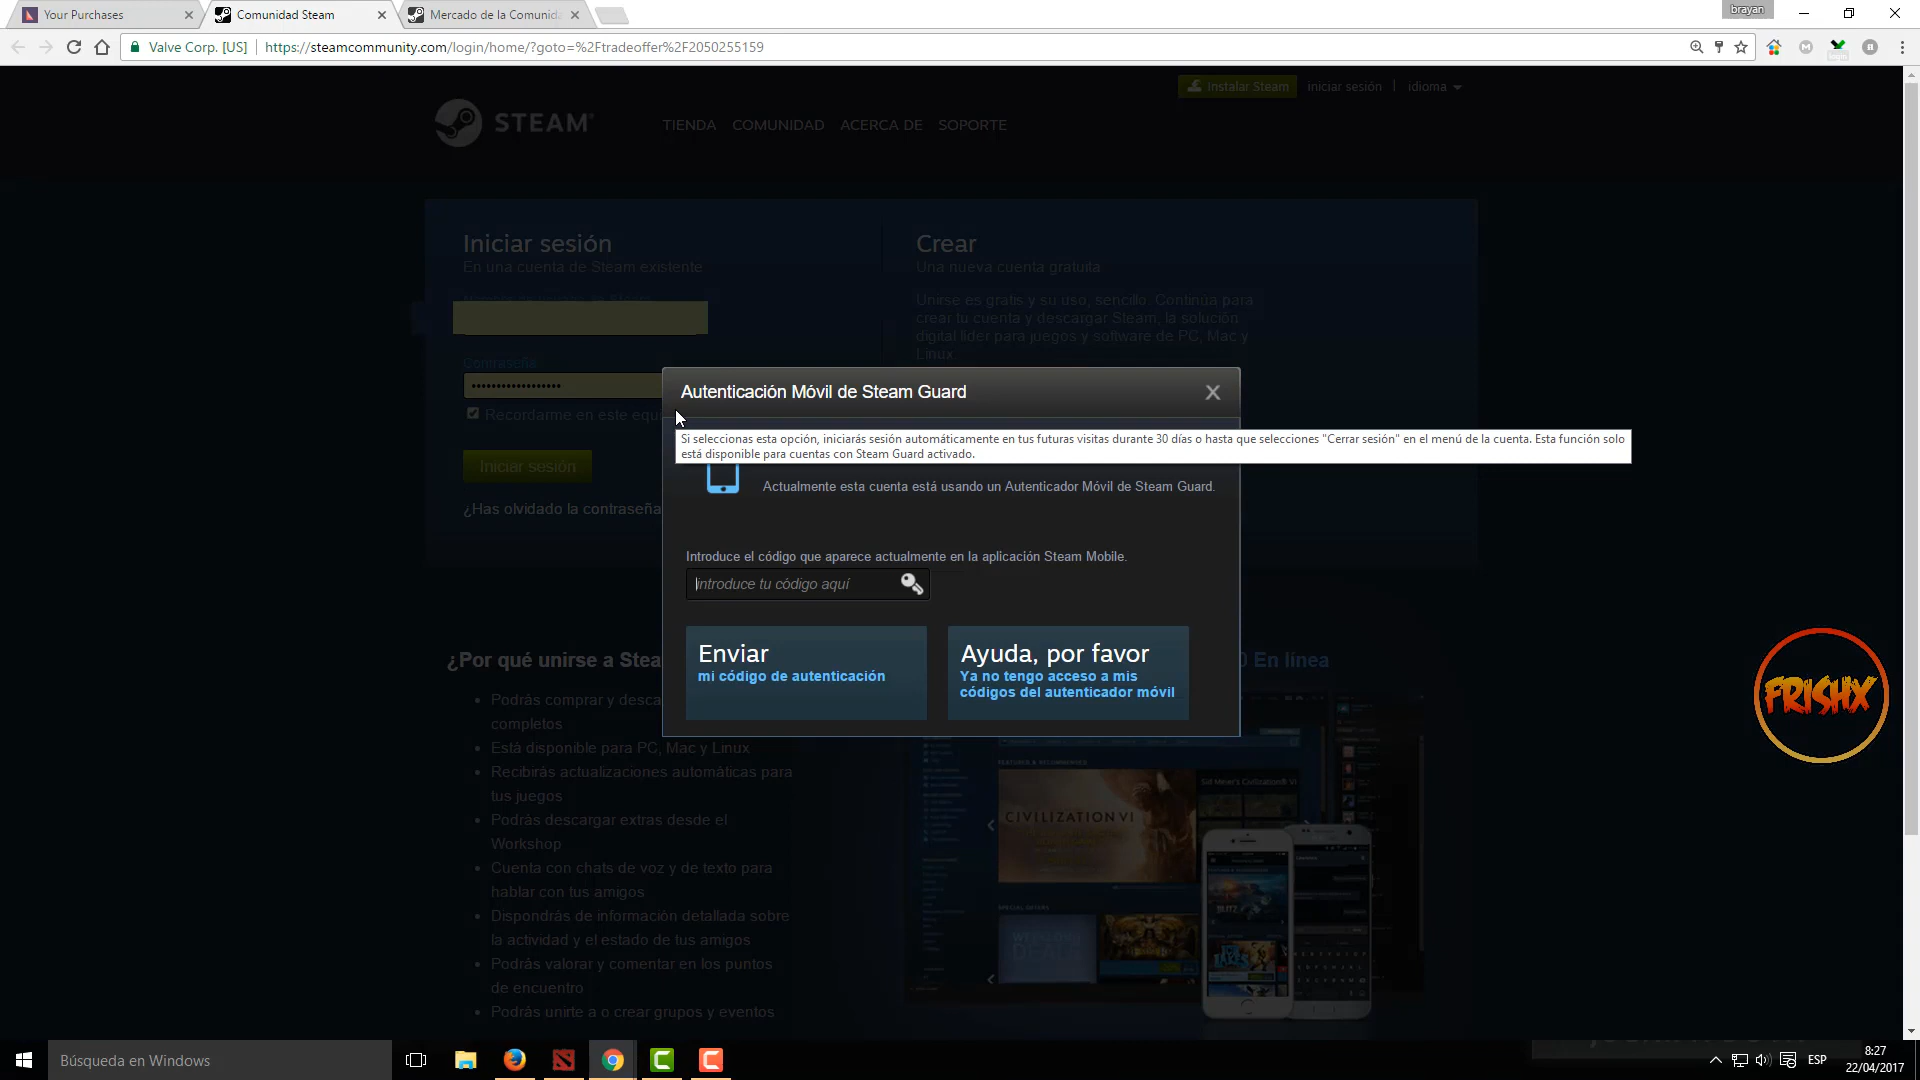 Your Purchases
Comunidad Steam
Mercado de la Comunida
brayan
Valve Corp. [US]
https://steamcommunity.com/login/home/?goto=%2Ftradeoffer%2F2050255159
Instalar Steam
iniciar sesión
idioma
STEAM
TIENDA
COMUNIDAD
ACERCA DE
SOPORTE
Iniciar sesión
En una cuenta de Steam existente
Crear
Una nueva cuenta gratuita
Unirse es gratis y su uso, sencillo. Continúa para
crear tu cuenta y descargar Steam, la solución
digital líder para juegos y software de PC, Mac y
Linux.
Contraseña
Recordarme en este equ
Iniciar sesión
¿Has olvidado la contraseña
Autenticación Móvil de Steam Guard
Si seleccionas esta opción, iniciarás sesión automáticamente en tus futuras visitas durante 30 días o hasta que selecciones "Cerrar sesión" en el menú de la cuenta. Esta función solo
está disponible para cuentas con Steam Guard activado.
Actualmente esta cuenta está usando un Autenticador Móvil de Steam Guard.
Introduce el código que aparece actualmente en la aplicación Steam Mobile.
Introduce tu código aquí
Enviar
mi código de autenticación
Ayuda, por favor
Ya no tengo acceso a mis
códigos del autenticador móvil
¿Por qué unirse a Stea
En línea
Podrás comprar y desca
completos
Está disponible para PC, Mac y Linux
Recibirás actualizaciones automáticas para
tus juegos
Podrás descargar extras desde el
Workshop
Cuenta con chats de voz y de texto para
hablar con tus amigos
Dispondrás de información detallada sobre
la actividad y el estado de tus amigos
Podrás valorar y comentar en los puntos
de encuentro
Podrás unirte a o crear grupos y eventos
FEATURED & RECOMMENDED
CIVILIZATION VI
Sid Meier's Civilization® VI
SPECIAL OFFERS
WEEKLONG
DEALS
BLITZ
FRISHX
Búsqueda en Windows
ESP
8:27
22/04/2017